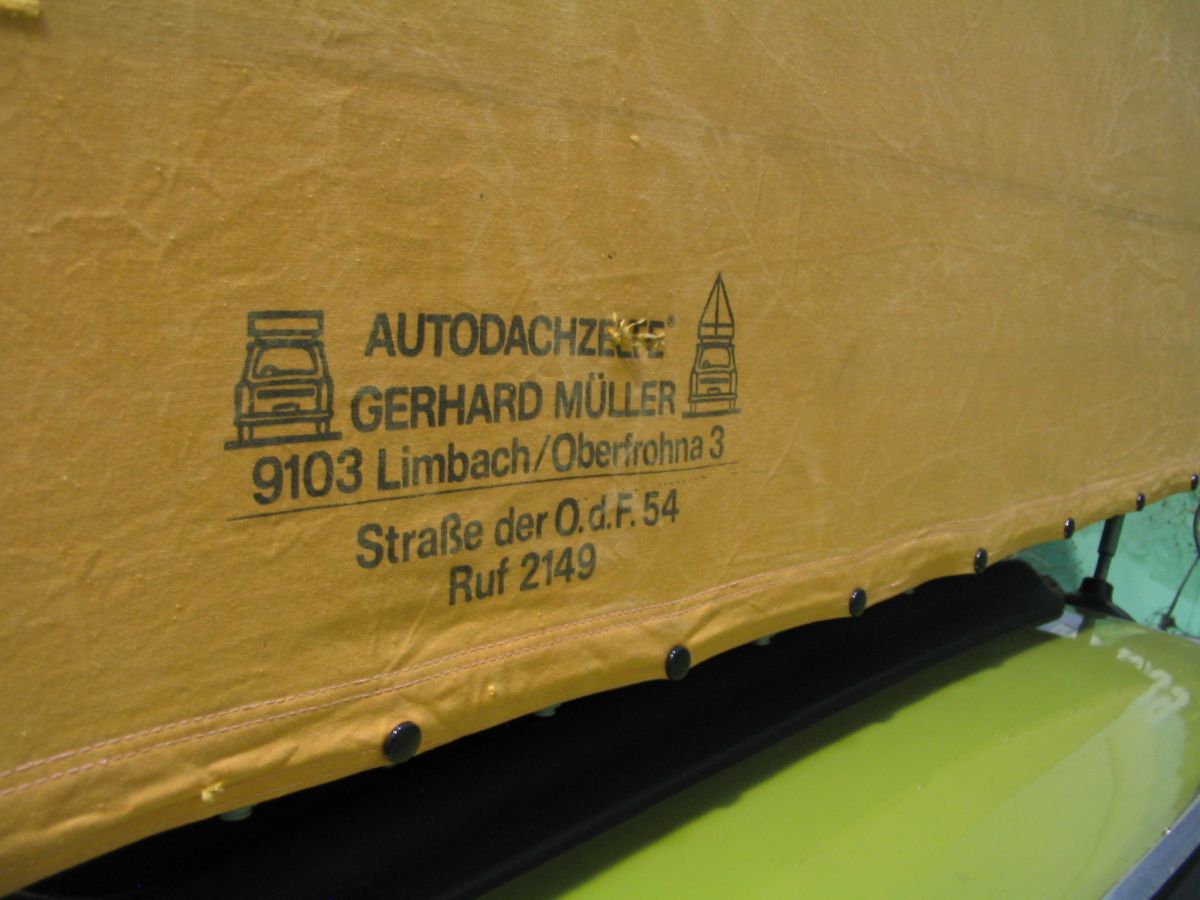 AUTODACHZELTE®
GERHARD MÜLLER
9103 Limbach/Oberfrohna 3
Straße der O.d.F. 54
Ruf 2149